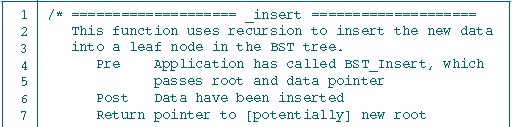 1 /* ==================== _insert ====================
2 This function uses recursion to insert the new data
3 into a leaf node in the BST tree.
4 Pre Application has called BST_Insert, which
5 passes root and data pointer
6 Post Data have been inserted
7 Return pointer to [potentially] new root